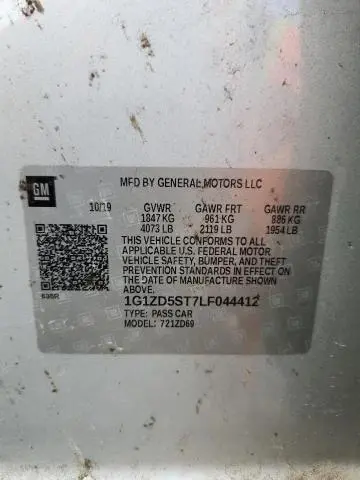 GM
MFD BY GENERAL MOTORS LLC
10/19 GVWR GAWR FRT GAWR RR
1847 KG 961 KG 886 KG
4073 LB 2119 LB 1954 LB
THIS VEHICLE CONFORMS TO ALL
APPLICABLE U.S. FEDERAL MOTOR
VEHICLE SAFETY, BUMPER, AND THEFT
PREVENTION STANDARDS IN EFFECT ON THE
DATE OF MANUFACTURE SHOWN
ABOVE.
1G1ZD5ST7LF044412
TYPE: PASS CAR
MODEL: 721ZD69